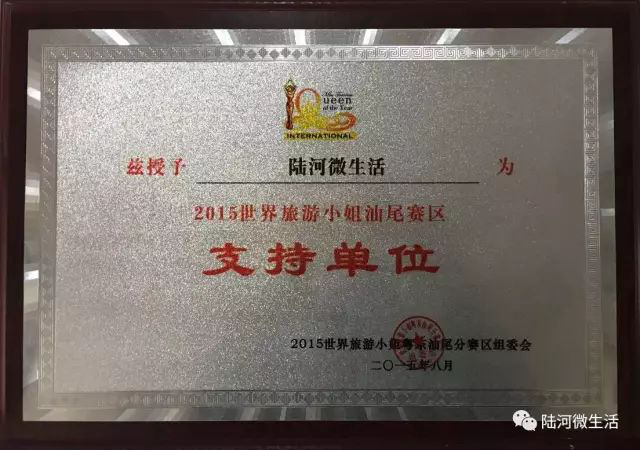 Miss Tourism
Queen
of the Year
INTERNATIONAL
兹授予 陆河微生活 为
2015世界旅游小姐汕尾赛区
支持单位
2015世界旅游小姐粤东汕尾分赛区组委会
二〇一五年八月
陆河微生活